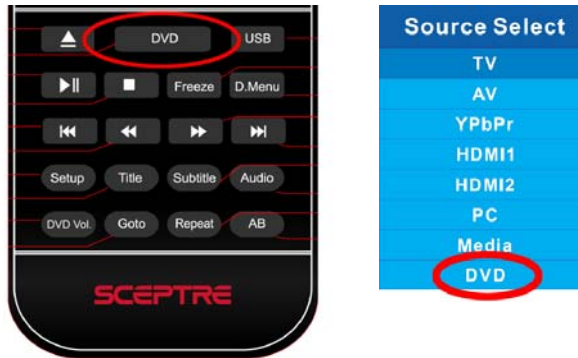 DVD USB
Freeze D.Menu
Setup Title Subtitle Audio
DVD Vol. Goto Repeat AB
SCEPTRE
Source Select
TV
AV
YPbPr
HDMI1
HDMI2
PC
Media
DVD